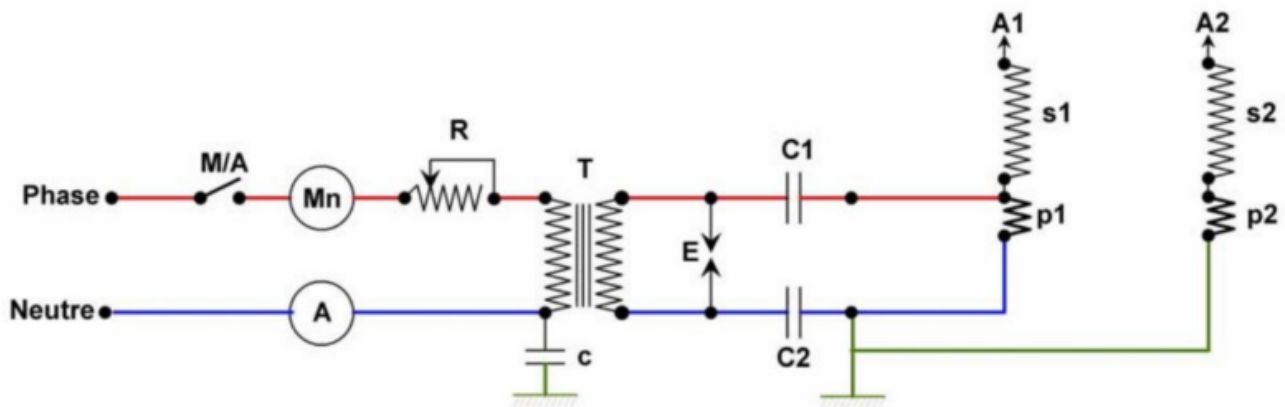 A1 A2
s1 s2
R
M/A T C1
Phase Mn p1 p2
E
Neutre A
c C2